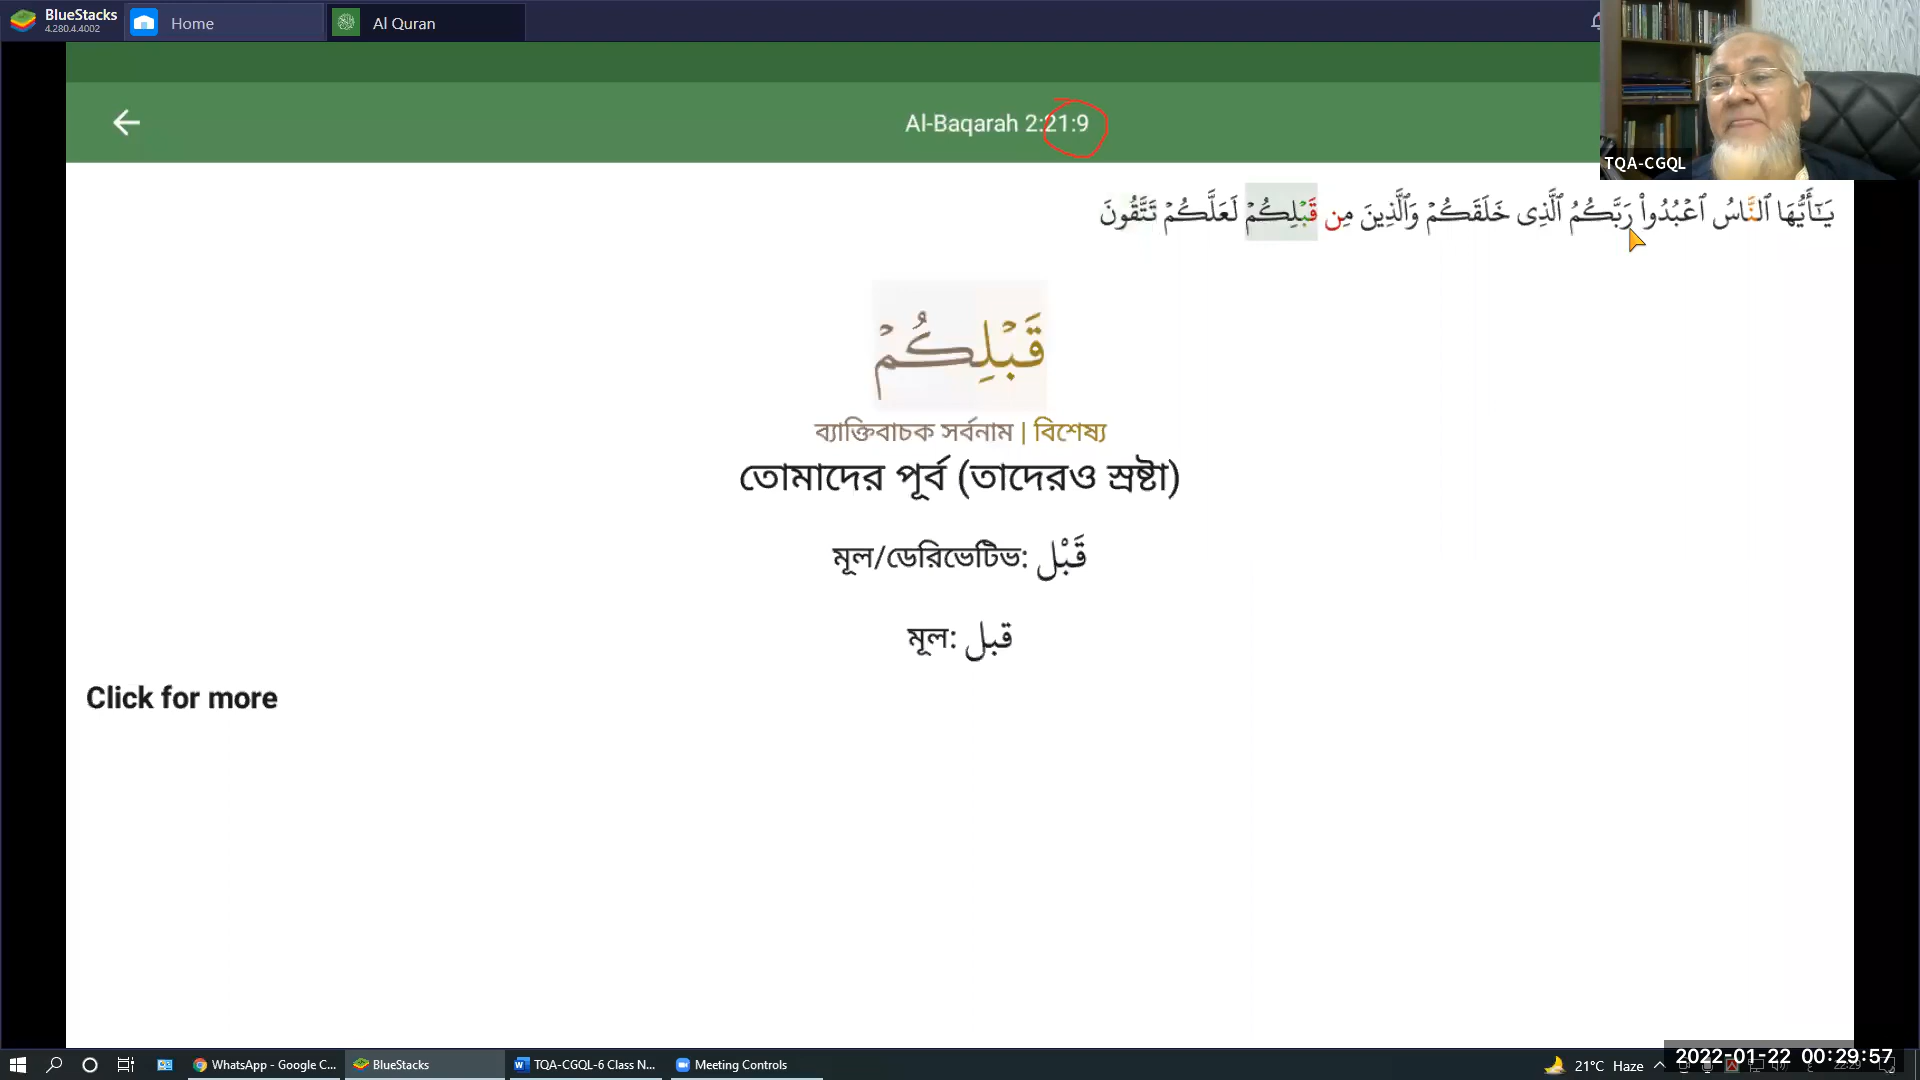 BlueStacks
4.280.4.4002
Home
Al Quran
Al-Baqarah 2:21:9
TQA-CGQL
يَـٰٓأَيُّهَا ٱلنَّاسُ ٱعۡبُدُواْ رَبَّكُمُ ٱلَّذِى خَلَقَكُمۡ وَٱلَّذِينَ مِن قَبۡلِكُمۡ لَعَلَّكُمۡ تَتَّقُونَ
قَبۡلِكُمۡ
ব্যাক্তিবাচক সর্বনাম | বিশেষ্য
তোমাদের পূর্ব (তাদেরও স্রষ্টা)
মূল/ডেরিভেটিভ: قَبْل
মূল: قبل
Click for more
WhatsApp - Google C...
BlueStacks
TQA-CGQL-6 Class N...
Meeting Controls
21°C Haze
2022-01-22 00:29:57